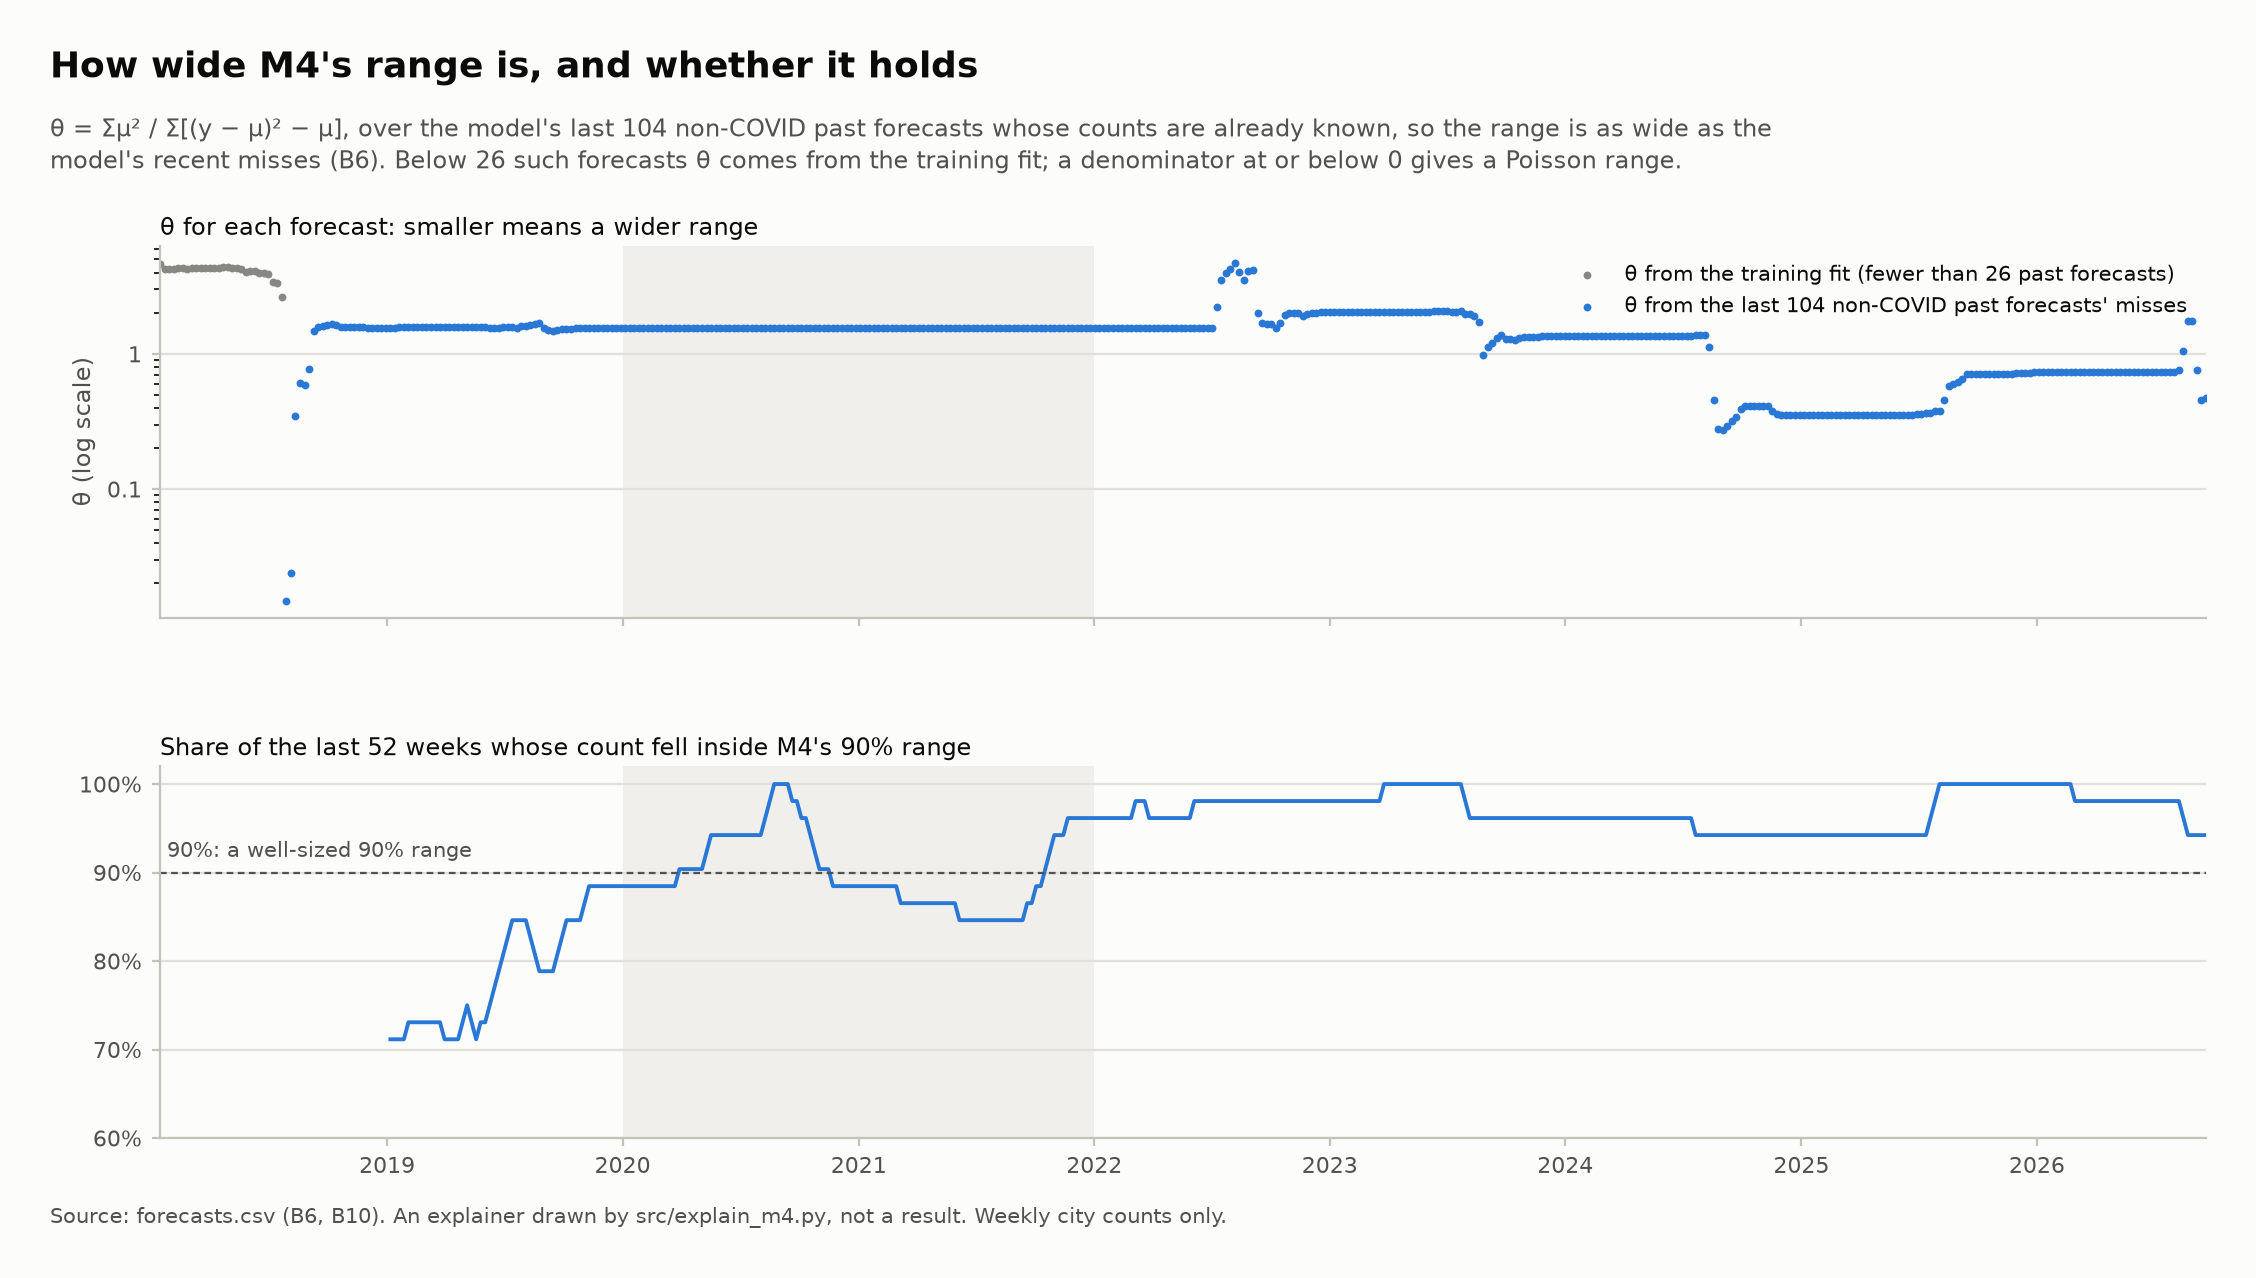 How wide M4's range is, and whether it holds
θ = Σμ² / Σ[(y − μ)² − μ], over the model's last 104 non-COVID past forecasts whose counts are already known, so the range is as wide as the
model's recent misses (B6). Below 26 such forecasts θ comes from the training fit; a denominator at or below 0 gives a Poisson range.
θ for each forecast: smaller means a wider range
θ from the training fit (fewer than 26 past forecasts)
θ from the last 104 non-COVID past forecasts' misses
θ (log scale)
1
0.1
Share of the last 52 weeks whose count fell inside M4's 90% range
100%
90%: a well-sized 90% range
90%
80%
70%
60%
2019 2020 2021 2022 2023 2024 2025 2026
Source: forecasts.csv (B6, B10). An explainer drawn by src/explain_m4.py, not a result. Weekly city counts only.